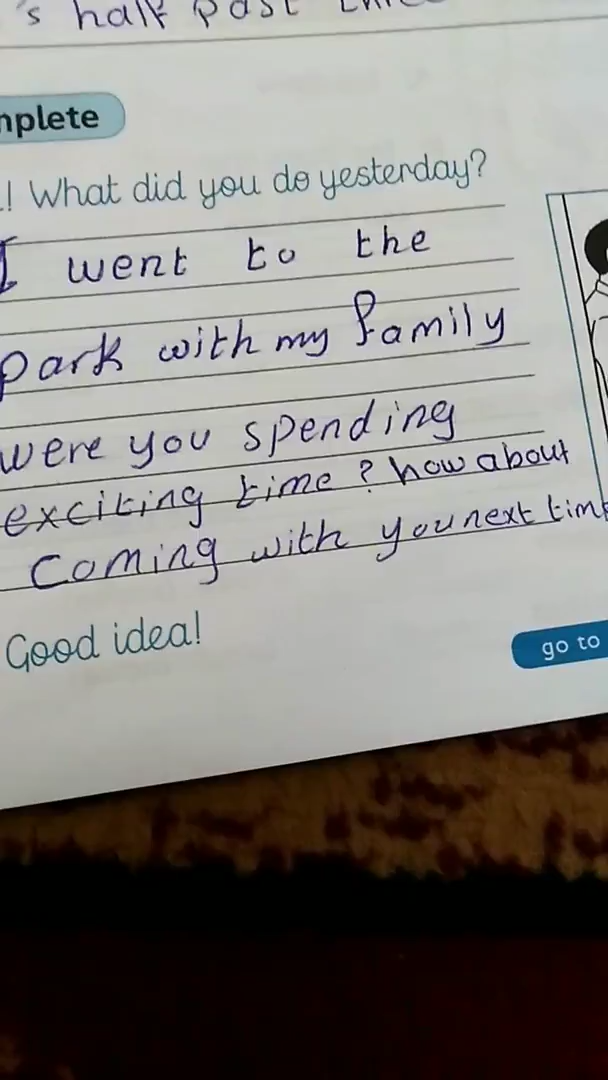 's half past
nplete
! What did you do yesterday?
I went to the
park with my family
were you spending
exciting time? how about
Coming with you next tim
Good idea!
go to